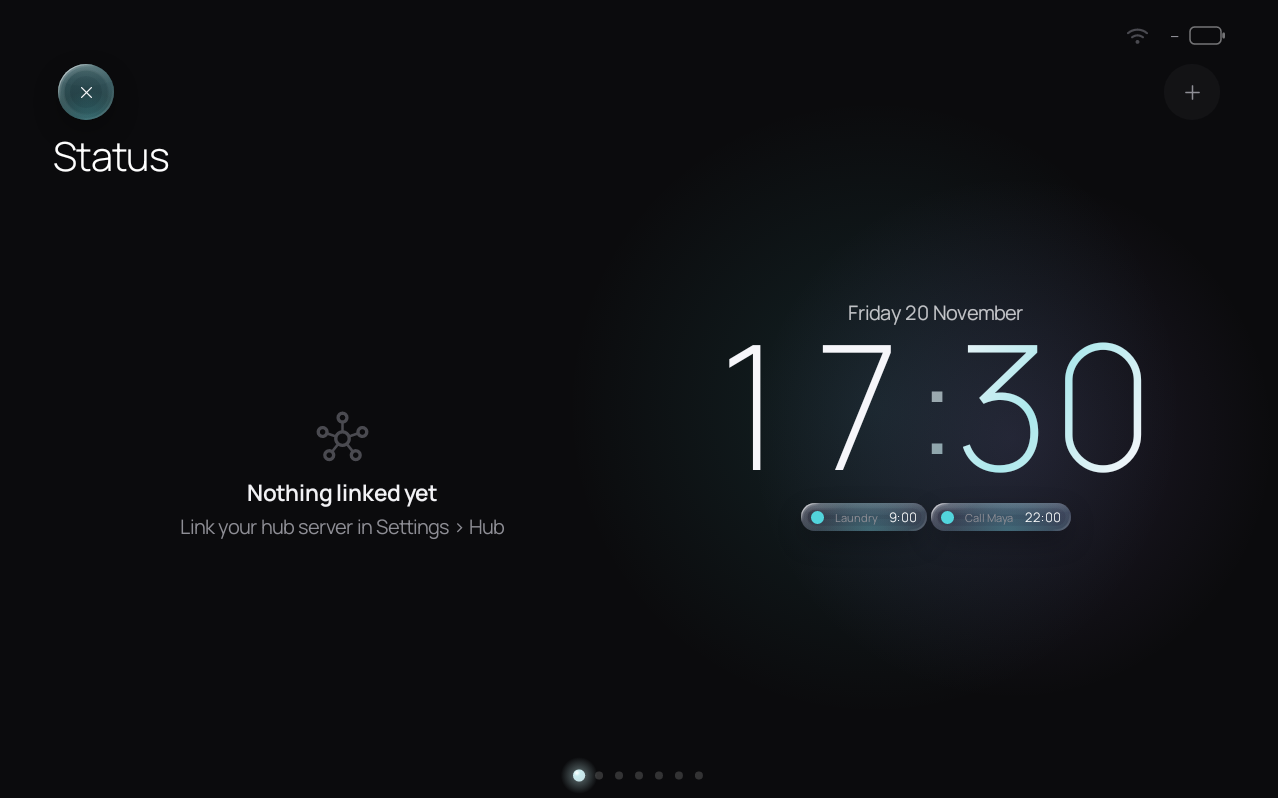 –
Status
Friday 20 November
17:30
Laundry 9:00 Call Maya 22:00
Nothing linked yet
Link your hub server in Settings > Hub